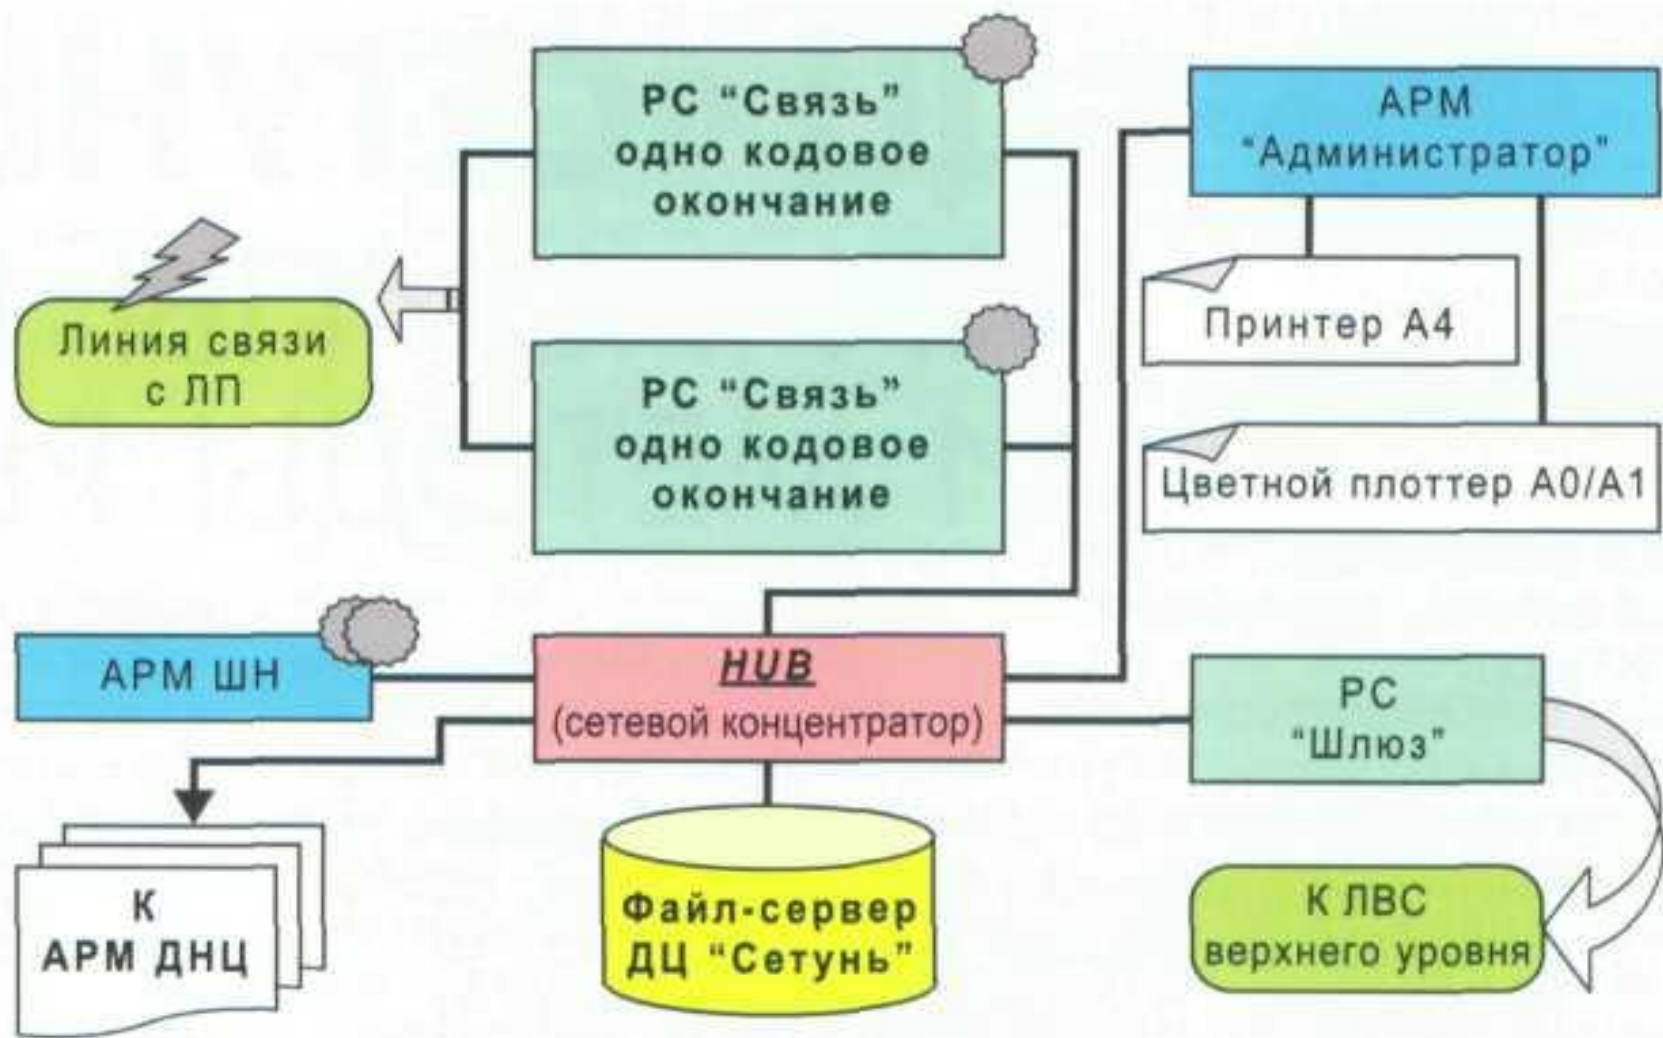 РС “Связь”
одно кодовое
окончание
АРМ
“Администратор”
Линия связи
с ЛП
Принтер А4
РС “Связь”
одно кодовое
окончание
Цветной плоттер А0/А1
АРМ ШН
HUB
(сетевой концентратор)
РС
“Шлюз”
К
АРМ ДНЦ
Файл-сервер
ДЦ “Сетунь”
К ЛВС
верхнего уровня